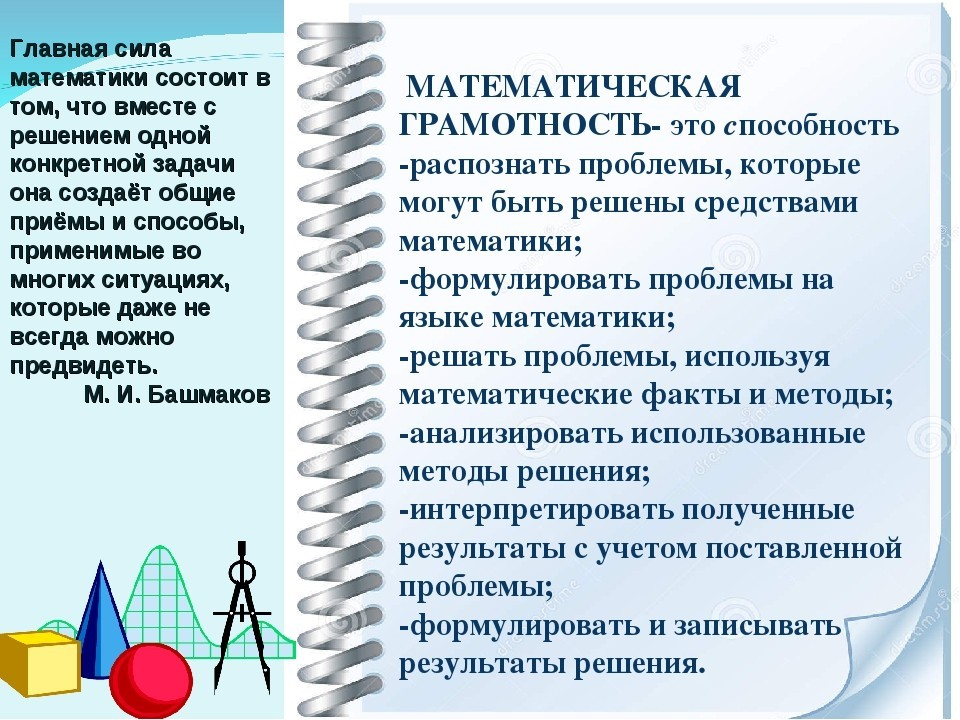 Главная сила
математики состоит в
том, что вместе с
решением одной
конкретной задачи
она создаёт общие
приёмы и способы,
применимые во
многих ситуациях,
которые даже не
всегда можно
предвидеть.
М. И. Башмаков
МАТЕМАТИЧЕСКАЯ
ГРАМОТНОСТЬ- это способность
-распознать проблемы, которые
могут быть решены средствами
математики;
-формулировать проблемы на
языке математики;
-решать проблемы, используя
математические факты и методы;
-анализировать использованные
методы решения;
-интерпретировать полученные
результаты с учетом поставленной
проблемы;
-формулировать и записывать
результаты решения.